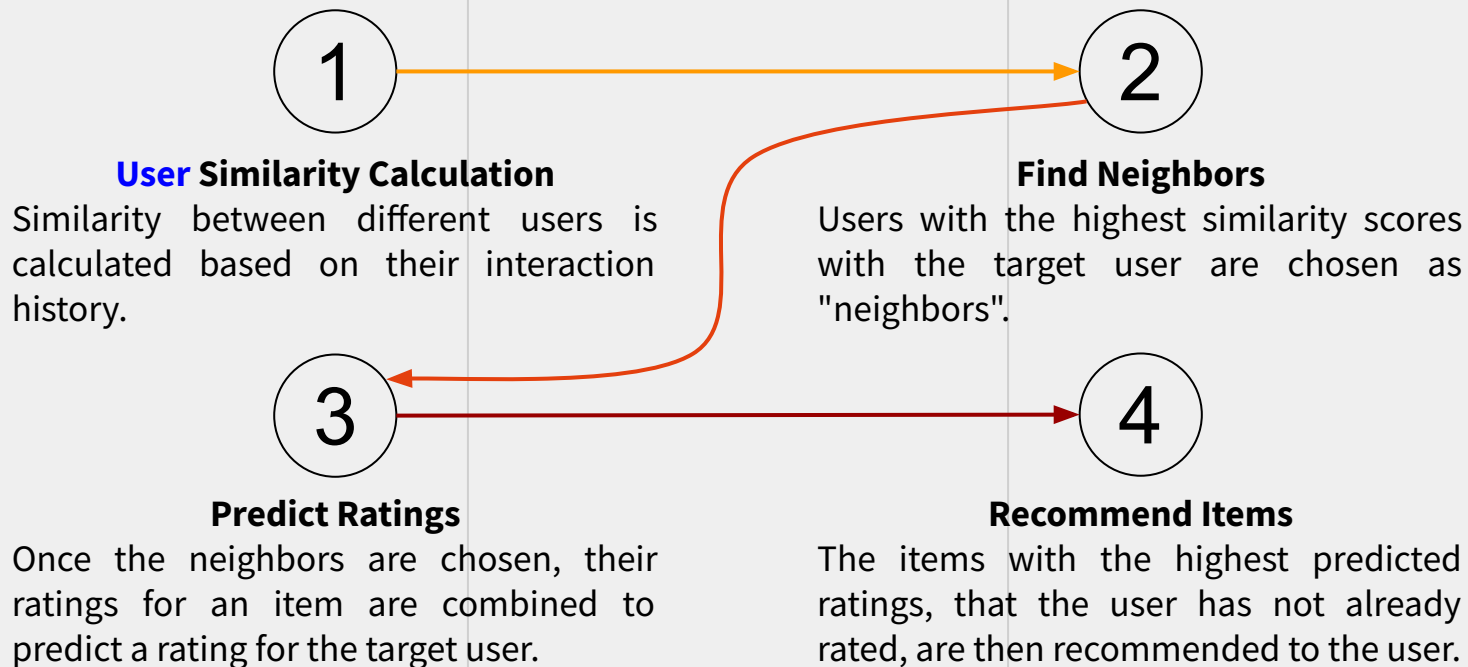 1
User Similarity Calculation
Similarity between different users is
calculated based on their interaction
history.
2
Find Neighbors
Users with the highest similarity scores
with the target user are chosen as
"neighbors".
3
Predict Ratings
Once the neighbors are chosen, their
ratings for an item are combined to
predict a rating for the target user.
4
Recommend Items
The items with the highest predicted
ratings, that the user has not already
rated, are then recommended to the user.